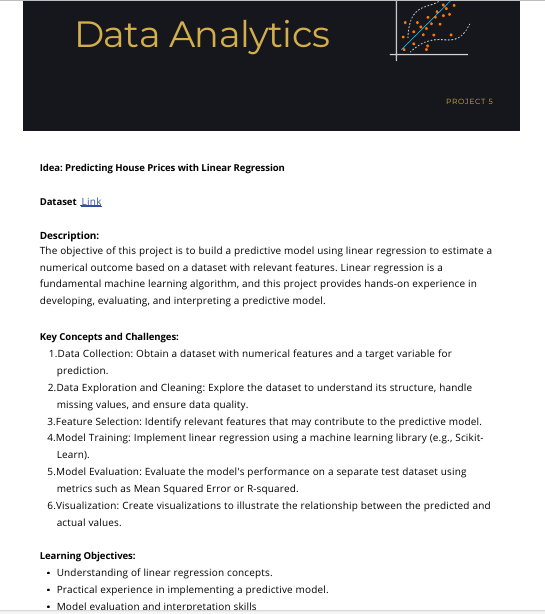 Data Analytics
PROJECT 5
Idea: Predicting House Prices with Linear Regression
Dataset Link
Description:
The objective of this project is to build a predictive model using linear regression to estimate a
numerical outcome based on a dataset with relevant features. Linear regression is a
fundamental machine learning algorithm, and this project provides hands-on experience in
developing, evaluating, and interpreting a predictive model.
Key Concepts and Challenges:
1.Data Collection: Obtain a dataset with numerical features and a target variable for
prediction.
2.Data Exploration and Cleaning: Explore the dataset to understand its structure, handle
missing values, and ensure data quality.
3.Feature Selection: Identify relevant features that may contribute to the predictive model.
4.Model Training: Implement linear regression using a machine learning library (e.g., Scikit-
Learn).
5.Model Evaluation: Evaluate the model's performance on a separate test dataset using
metrics such as Mean Squared Error or R-squared.
6.Visualization: Create visualizations to illustrate the relationship between the predicted and
actual values.
Learning Objectives:
• Understanding of linear regression concepts.
• Practical experience in implementing a predictive model.
• Model evaluation and interpretation skills